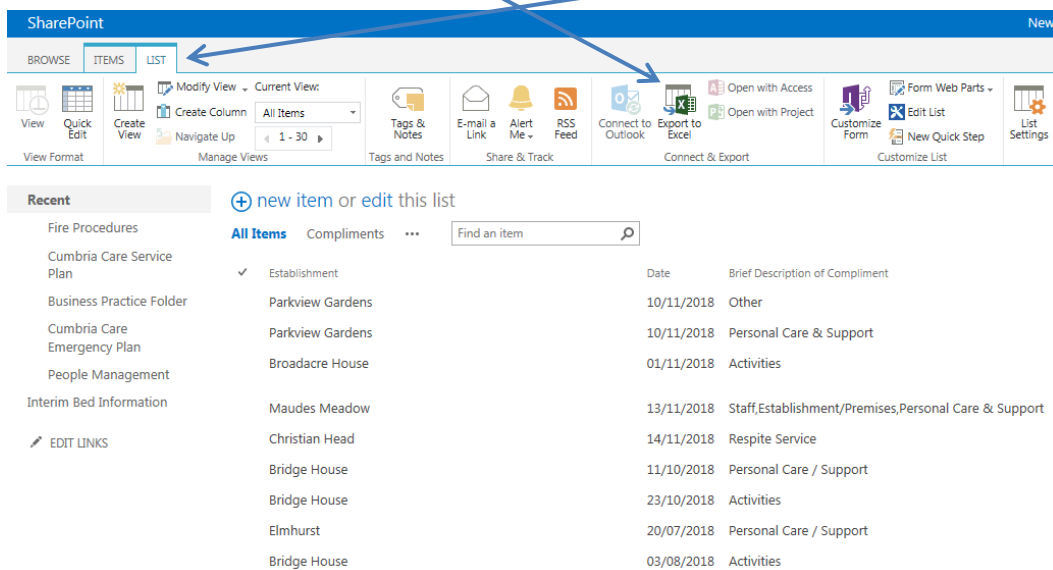 SharePoint New
BROWSE ITEMS LIST
View
Quick Edit
View Format
Create View
Modify View Current View:
Create Column All Items
Navigate Up 1 - 30
Manage Views
Tags & Notes
Tags and Notes
E-mail a Link
Alert Me
RSS Feed
Share & Track
Connect to Outlook
Export to Excel
Open with Access
Open with Project
Connect & Export
Customize Form
Form Web Parts
Edit List
New Quick Step
Customize List
List Settings
Recent
Fire Procedures
Cumbria Care Service
Plan
Business Practice Folder
Cumbria Care
Emergency Plan
People Management
Interim Bed Information
EDIT LINKS
new item or edit this list
All Items Compliments ... Find an item
Establishment Date Brief Description of Compliment
Parkview Gardens 10/11/2018 Other
Parkview Gardens 10/11/2018 Personal Care & Support
Broadacre House 01/11/2018 Activities
Maudes Meadow 13/11/2018 Staff,Establishment/Premises,Personal Care & Support
Christian Head 14/11/2018 Respite Service
Bridge House 11/10/2018 Personal Care / Support
Bridge House 23/10/2018 Activities
Elmhurst 20/07/2018 Personal Care / Support
Bridge House 03/08/2018 Activities